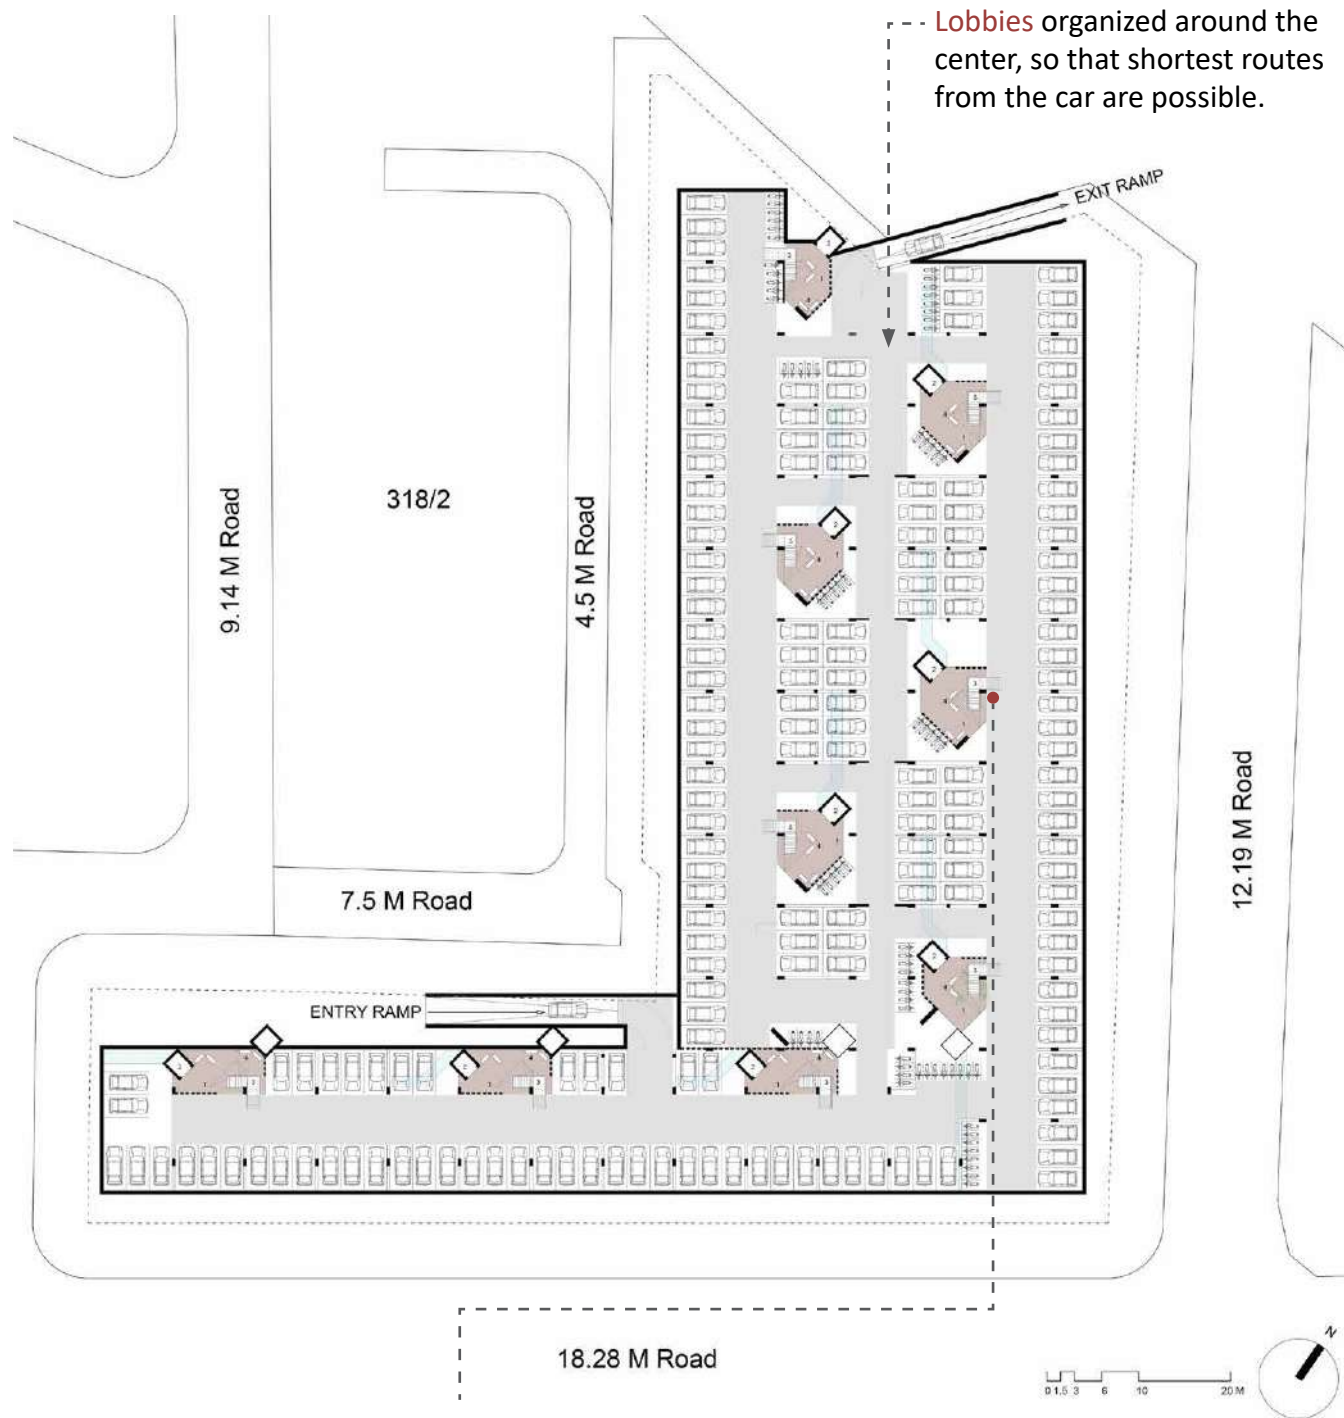 Lobbies organized around the
center, so that shortest routes
from the car are possible.
EXIT RAMP
318/2
9.14 M Road
4.5 M Road
12.19 M Road
7.5 M Road
ENTRY RAMP
18.28 M Road
N
0 1.5 3 6 10 20 M